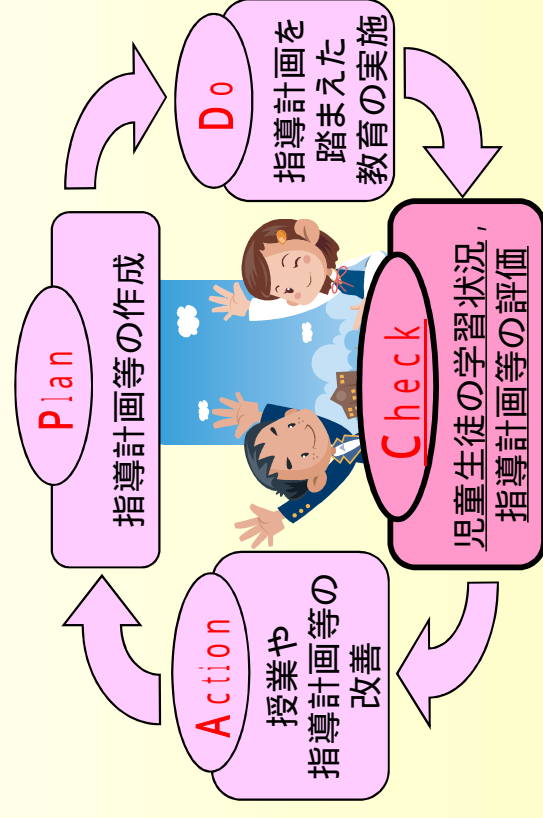 Plan
指導計画等の作成
Do
指導計画を
踏まえた
教育の実施
Check
児童生徒の学習状況,
指導計画等の評価
Action
授業や
指導計画等の
改善